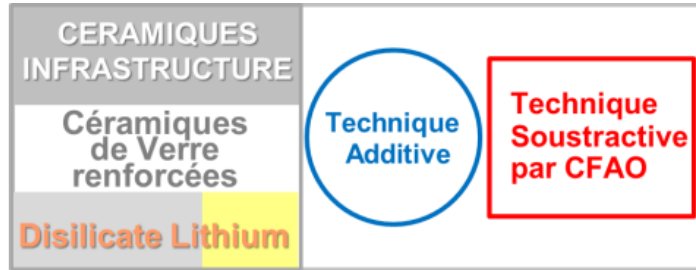 CERAMIQUES
INFRASTRUCTURE
Céramiques
de Verre
renforcées
Disilicate Lithium
Technique
Additive
Technique
Soustractive
par CFAO